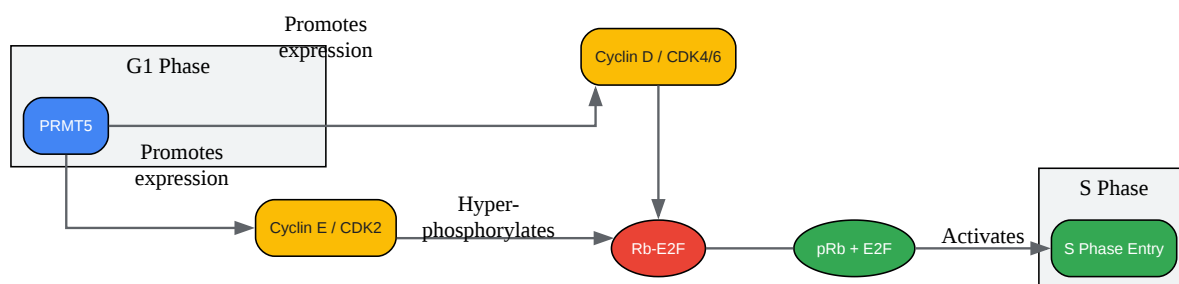 Promotes
expression
G1 Phase
Cyclin D / CDK4/6
PRMT5
Promotes
expression
S Phase
Cyclin E / CDK2
Hyper-
phosphorylates
Rb-E2F
pRb + E2F
Activates
S Phase Entry